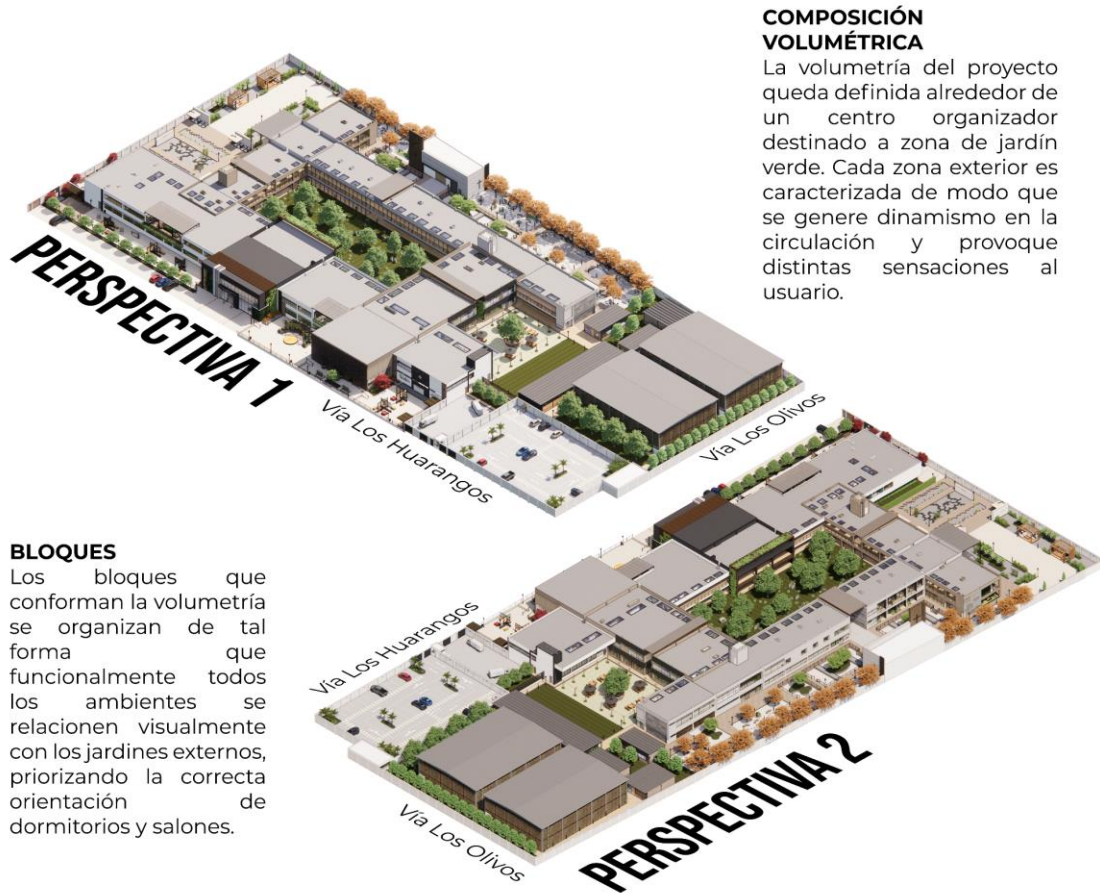 COMPOSICIÓN
VOLUMÉTRICA
La volumetría del proyecto
queda definida alrededor de
un centro organizador
destinado a zona de jardín
verde. Cada zona exterior es
caracterizada de modo que
se genere dinamismo en la
circulación y provoque
distintas sensaciones al
usuario.
PERSPECTIVA 1
Vía Los Huarangos
Vía Los Olivos
BLOQUES
Los bloques que
conforman la volumetría
se organizan de tal
forma que
funcionalmente todos
los ambientes se
relacionen visualmente
con los jardines externos,
priorizando la correcta
orientación de
dormitorios y salones.
Vía Los Huarangos
Vía Los Olivos
PERSPECTIVA 2